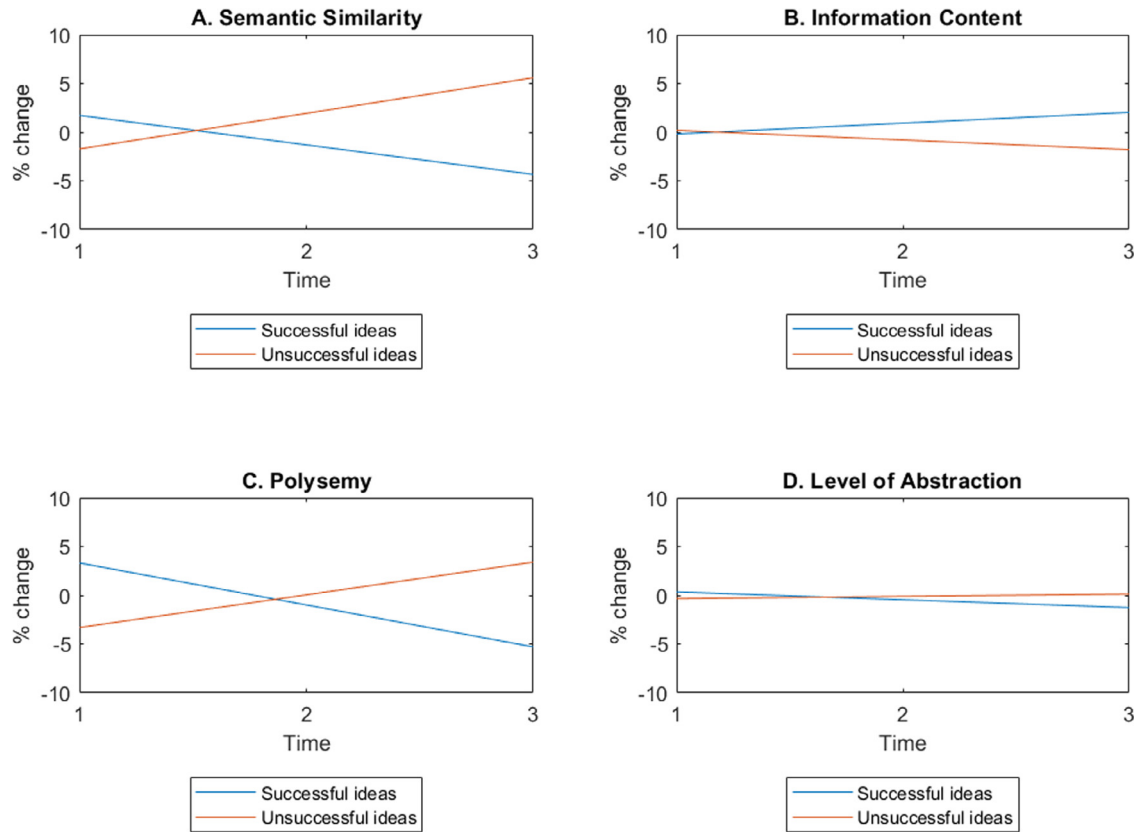 A. Semantic Similarity
10
5
0
-5
-10
% change
1
2
3
Time
Successful ideas
Unsuccessful ideas
B. Information Content
10
5
0
-5
-10
% change
1
2
3
Time
Successful ideas
Unsuccessful ideas
C. Polysemy
10
5
0
-5
-10
% change
1
2
3
Time
Successful ideas
Unsuccessful ideas
D. Level of Abstraction
10
5
0
-5
-10
% change
1
2
3
Time
Successful ideas
Unsuccessful ideas